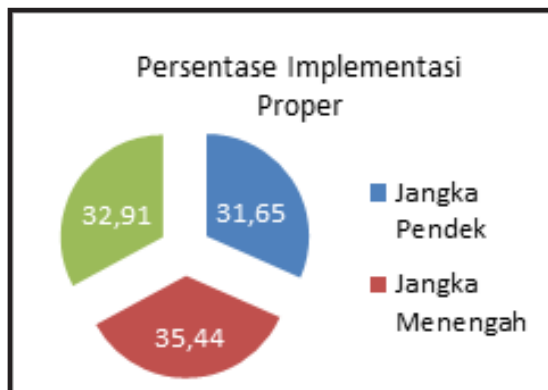 Persentase Implementasi
Proper
32,91
31,65
35,44
Jangka
Pendek
Jangka
Menengah